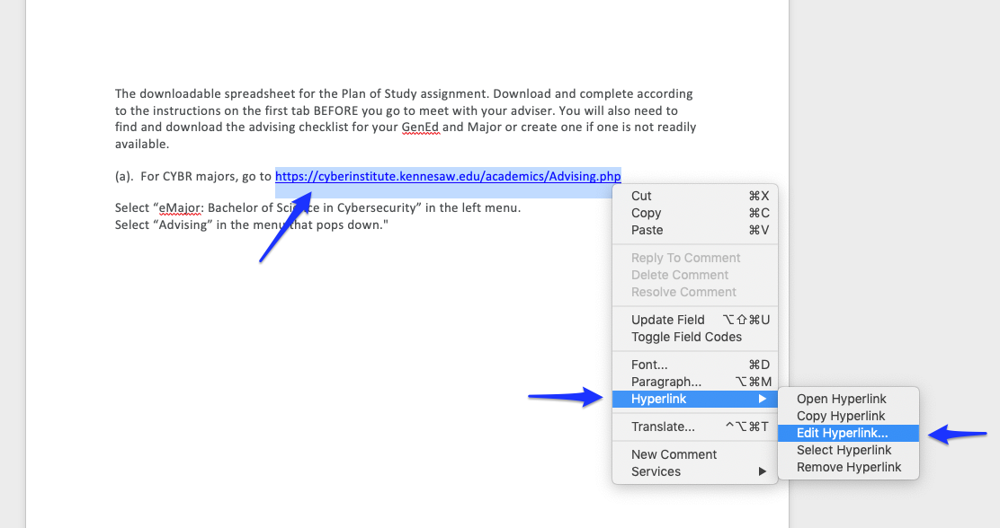 The downloadable spreadsheet for the Plan of Study assignment. Download and complete according
to the instructions on the first tab BEFORE you go to meet with your adviser. You will also need to
find and download the advising checklist for your GenEd and Major or create one if one is not readily
available.
(a).  For CYBR majors, go to https://cyberinstitute.kennesaw.edu/academics/Advising.php
Select “eMajor: Bachelor of Science in Cybersecurity” in the left menu.
Select “Advising” in the menu that pops down."
Cut ⌘X
Copy ⌘C
Paste ⌘V
Reply To Comment
Delete Comment
Resolve Comment
Update Field ⌥⇧⌘U
Toggle Field Codes
Font... ⌘D
Paragraph... ⌥⌘M
Hyperlink ▶
Open Hyperlink
Copy Hyperlink
Edit Hyperlink...
Select Hyperlink
Remove Hyperlink
Translate... ^⌥⌘T
New Comment
Services ▶